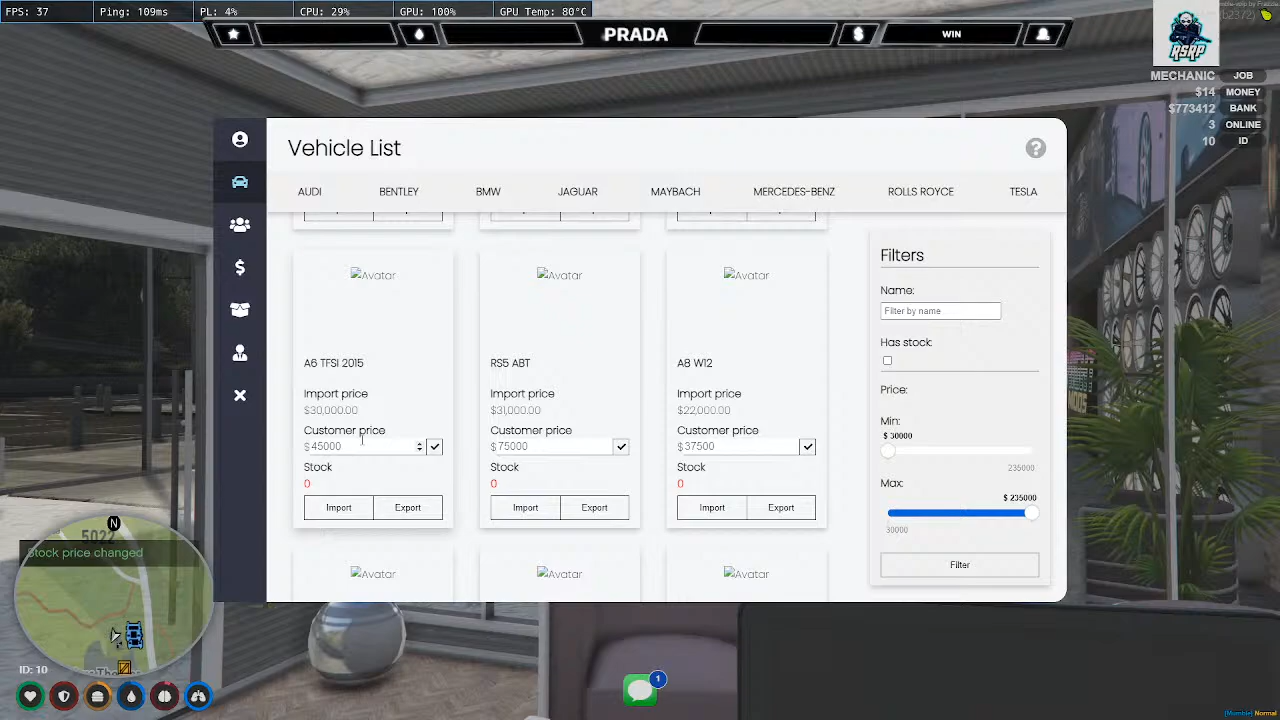 FPS: 37 Ping: 109ms PL: 4% CPU: 29% GPU: 100% GPU Temp: 80°C
PRADA
WIN
RSRP
MECHANIC JOB
$14 MONEY
$773412 BANK
3 ONLINE
10 ID
Vehicle List
?
AUDI BENTLEY BMW JAGUAR MAYBACH MERCEDES-BENZ ROLLS ROYCE TESLA
Avatar Avatar Avatar
A6 TFSI 2015 RS5 ABT A8 W12
Import price Import price Import price
$30,000.00 $31,000.00 $22,000.00
Customer price Customer price Customer price
$45000 $75000 $37500
Stock Stock Stock
0 0 0
Import Export Import Export Import Export
Avatar Avatar Avatar
Filters
Name:
Filter by name
Has stock:
Price:
Min:
$ 30000
235000
Max:
$ 235000
30000
Filter
N
5022
Stock price changed
ID: 10
1
[Mumble] Normal